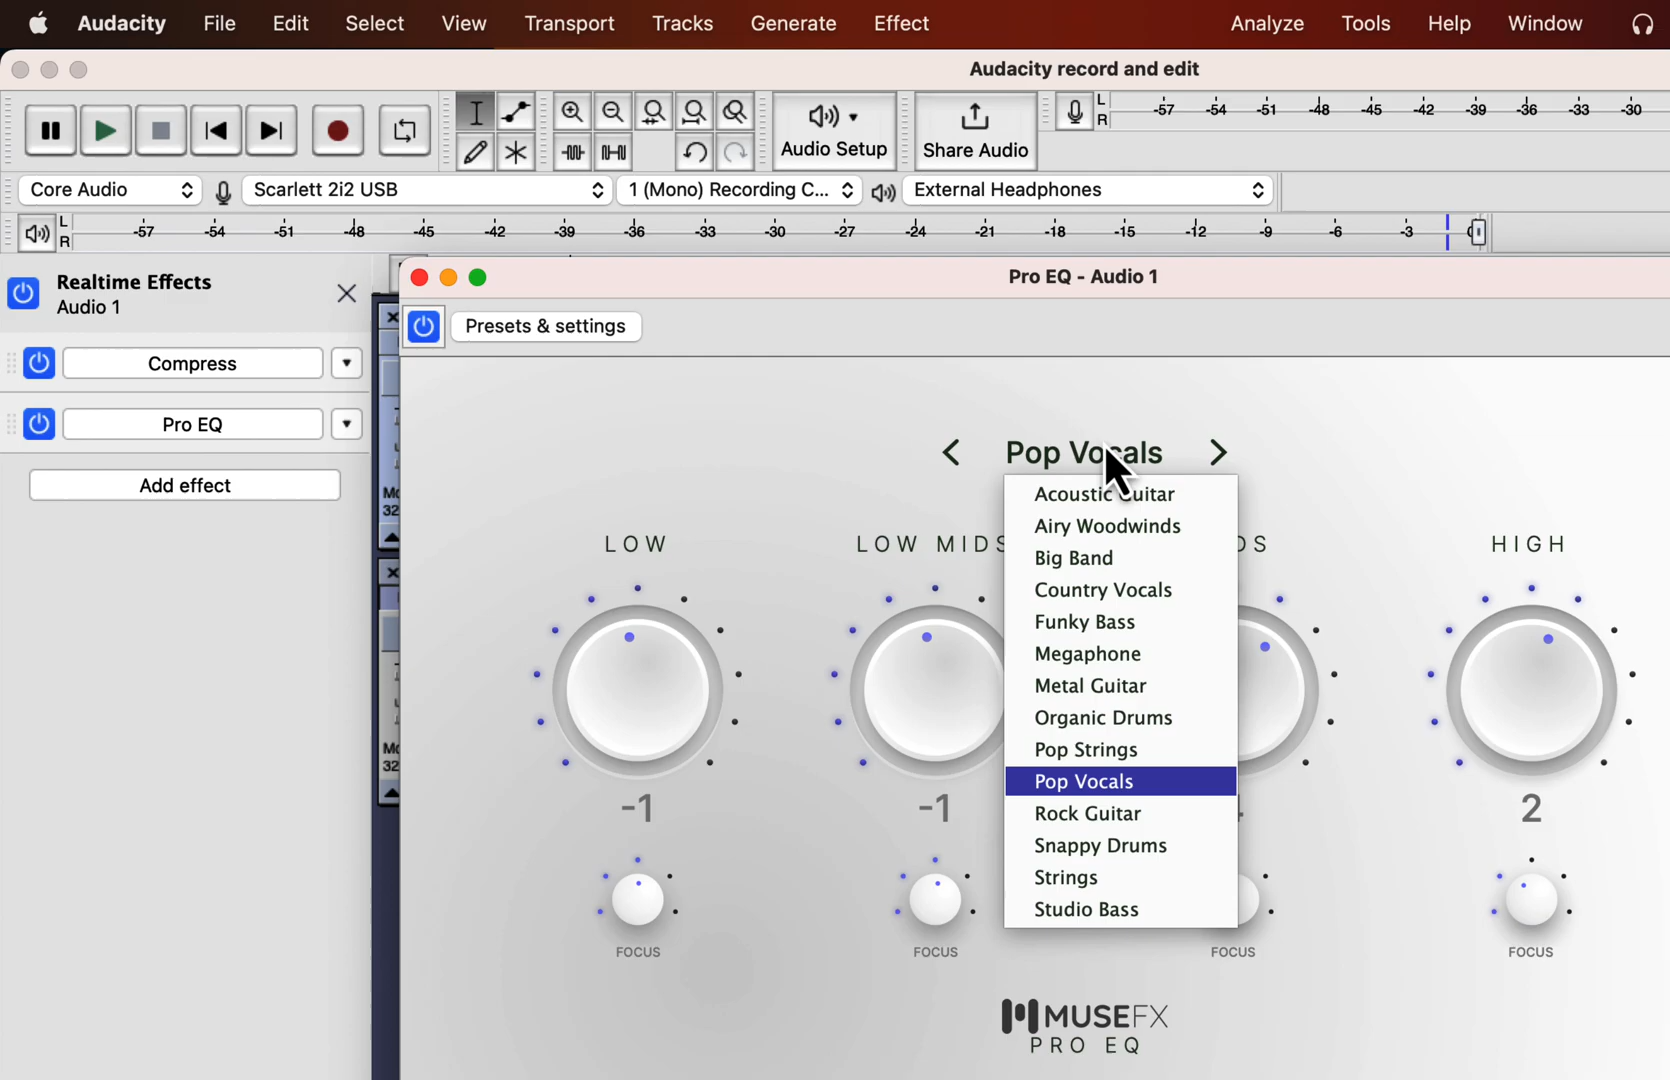 Audacity File Edit Select View Transport Tracks Generate Effect Analyze Tools Help Window
Audacity record and edit
Audio Setup
Share Audio
L
R
-57 -54 -51 -48 -45 -42 -39 -36 -33 -30
Core Audio
Scarlett 2i2 USB
1 (Mono) Recording C...
External Headphones
L
R
-57 -54 -51 -48 -45 -42 -39 -36 -33 -30 -27 -24 -21 -18 -15 -12 -9 -6 -3
Realtime Effects
Audio 1
Compress
Pro EQ
Add effect
Pro EQ - Audio 1
Presets & settings
Pop Vocals
Acoustic Guitar
Airy Woodwinds
Big Band
Country Vocals
Funky Bass
Megaphone
Metal Guitar
Organic Drums
Pop Strings
Pop Vocals
Rock Guitar
Snappy Drums
Strings
Studio Bass
LOW
-1
FOCUS
LOW MIDS
-1
FOCUS
FOCUS
HIGH
2
FOCUS
MUSEFX
PRO EQ